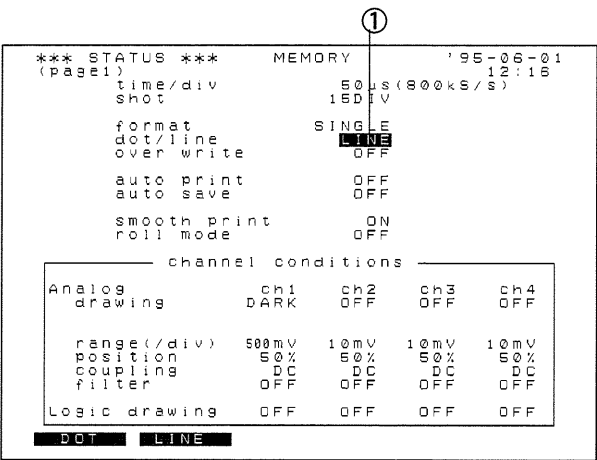 ①
*** STATUS *** MEMORY '95-06-01
(page1) 12:16
time/div 50µs(800kS/s)
shot 15DIV
format SINGLE
dot/line LINE
over write OFF
auto print OFF
auto save OFF
smooth print ON
roll mode OFF
channel conditions
Analog ch1 ch2 ch3 ch4
drawing DARK OFF OFF OFF
range(/div) 500mV 10mV 10mV 10mV
position 50% 50% 50% 50%
coupling DC DC DC DC
filter OFF OFF OFF OFF
Logic drawing OFF OFF OFF OFF
DOT LINE